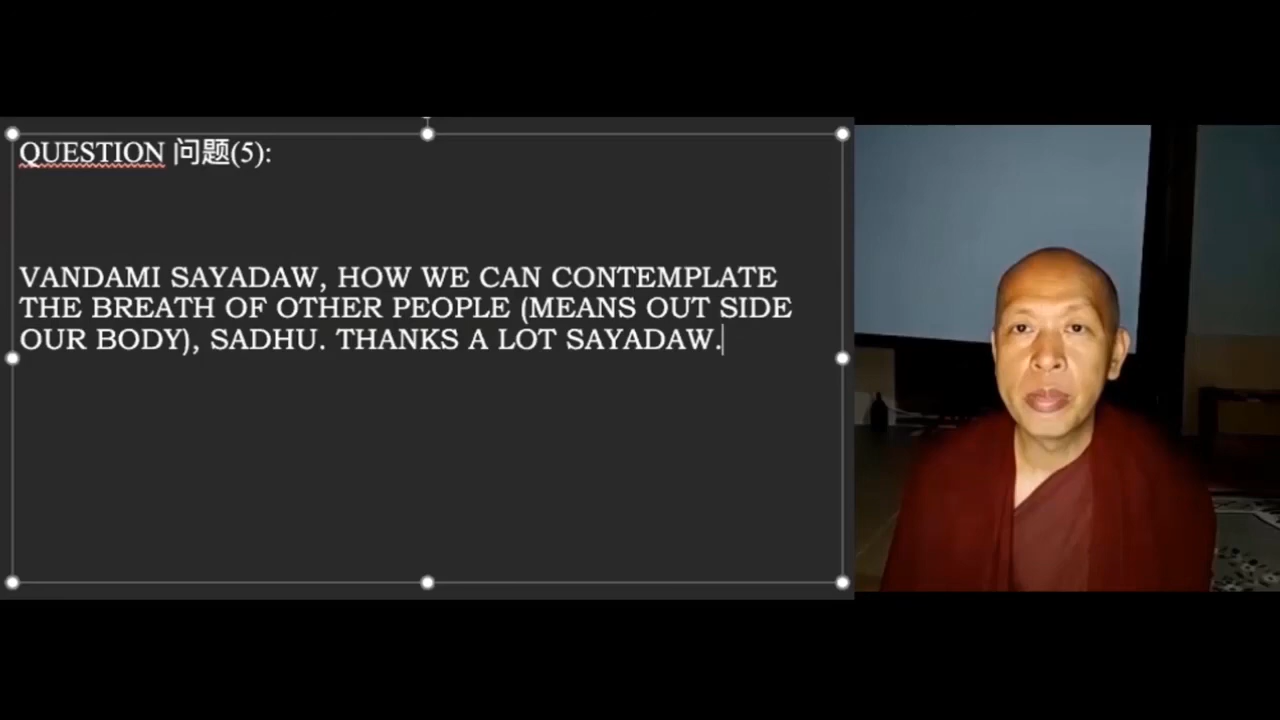 QUESTION 问题(5):
VANDAMI SAYADAW, HOW WE CAN CONTEMPLATE
THE BREATH OF OTHER PEOPLE (MEANS OUT SIDE
OUR BODY), SADHU. THANKS A LOT SAYADAW.